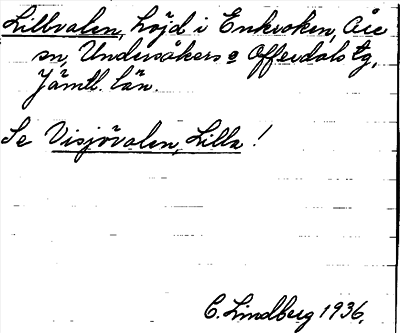 Lillvalen, höjd i Enkroken, Åre
sn, Undersåkers o Offerdals tg,
Jämtl. län.
Se Visjövalen, Lilla!
C. Lindberg 1936.